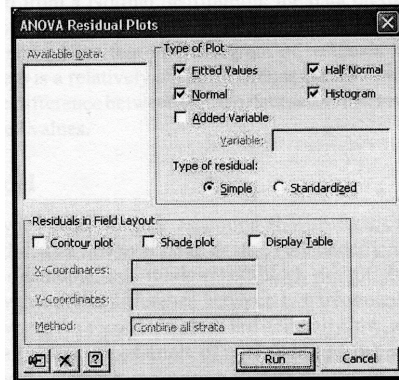 ANOVA Residual Plots
Available Data:
Type of Plot
Fitted Values
Half Normal
Normal
Histogram
Added Variable
Variable:
Type of residual:
Simple
Standardized
Residuals in Field Layout
Contour plot
Shade plot
Display Table
X-Coordinates:
Y-Coordinates:
Method:
Combine all strata
Run
Cancel